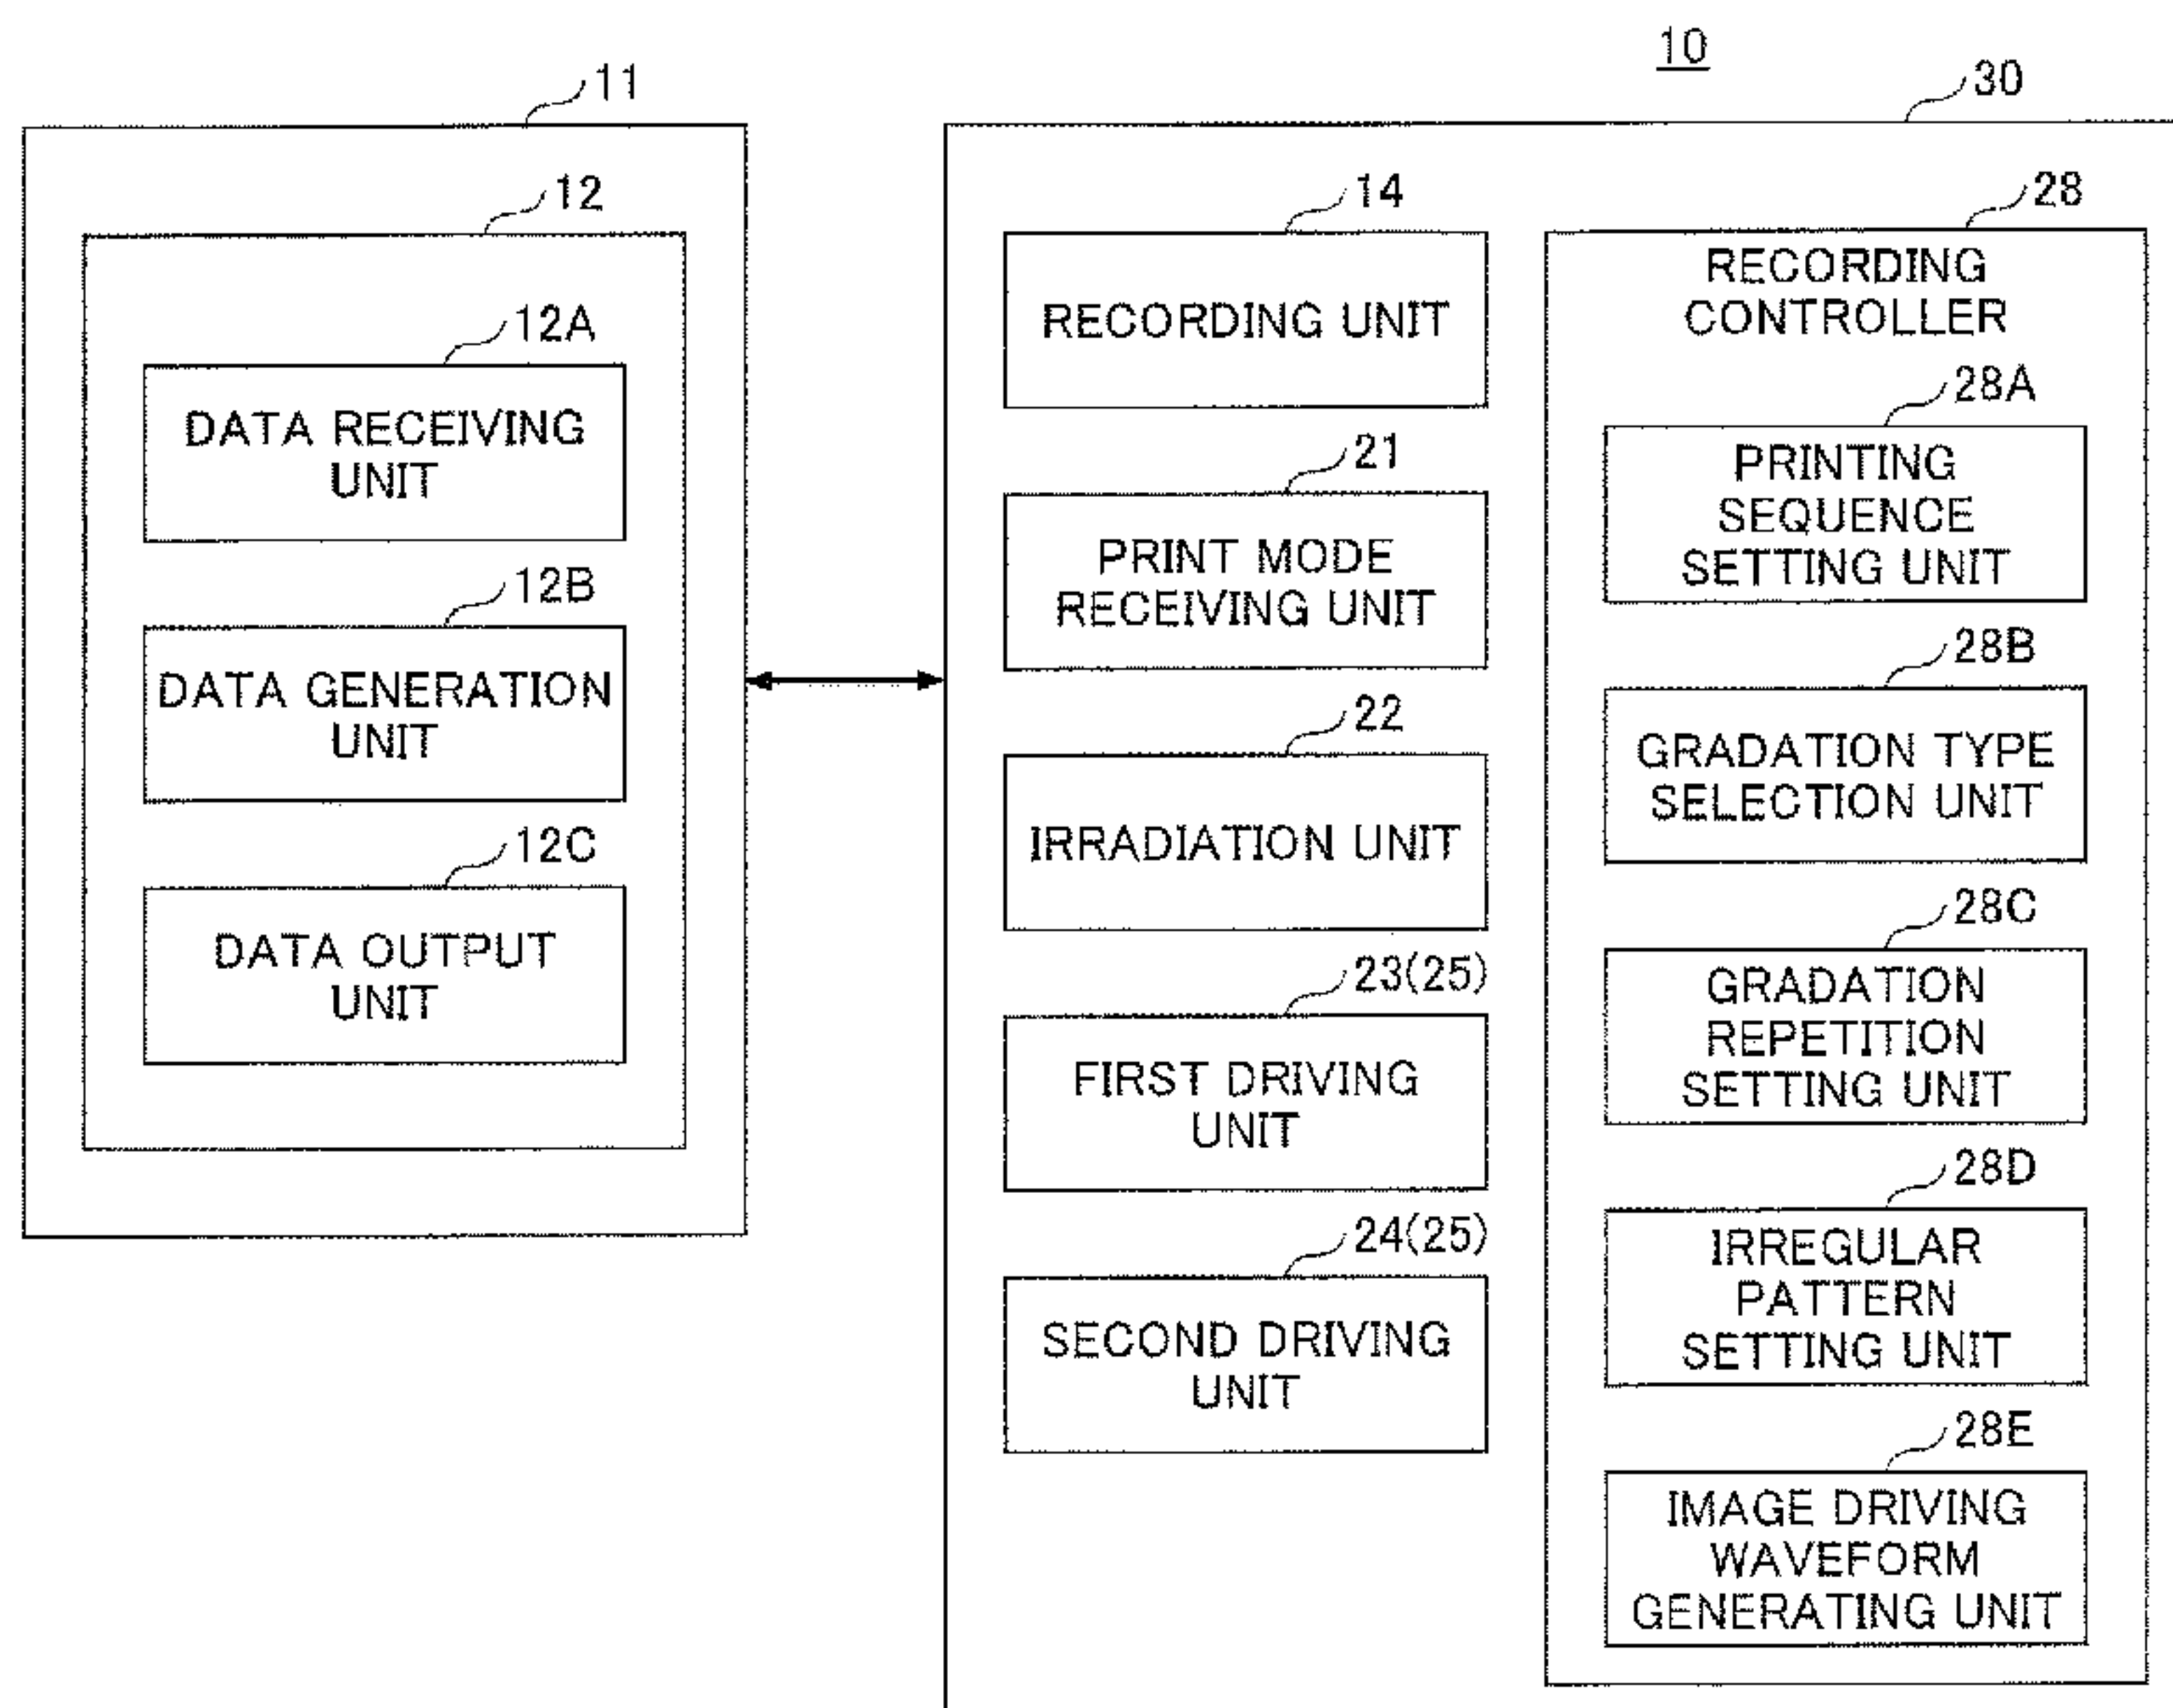 10
11
30
12
14
28
RECORDING UNIT
RECORDING
CONTROLLER
12A
DATA RECEIVING
UNIT
28A
PRINTING
SEQUENCE
SETTING UNIT
21
PRINT MODE
RECEIVING UNIT
12B
DATA GENERATION
UNIT
28B
GRADATION TYPE
SELECTION UNIT
22
IRRADIATION UNIT
12C
DATA OUTPUT
UNIT
28C
GRADATION
REPETITION
SETTING UNIT
23(25)
FIRST DRIVING
UNIT
28D
IRREGULAR
PATTERN
SETTING UNIT
24(25)
SECOND DRIVING
UNIT
28E
IMAGE DRIVING
WAVEFORM
GENERATING UNIT